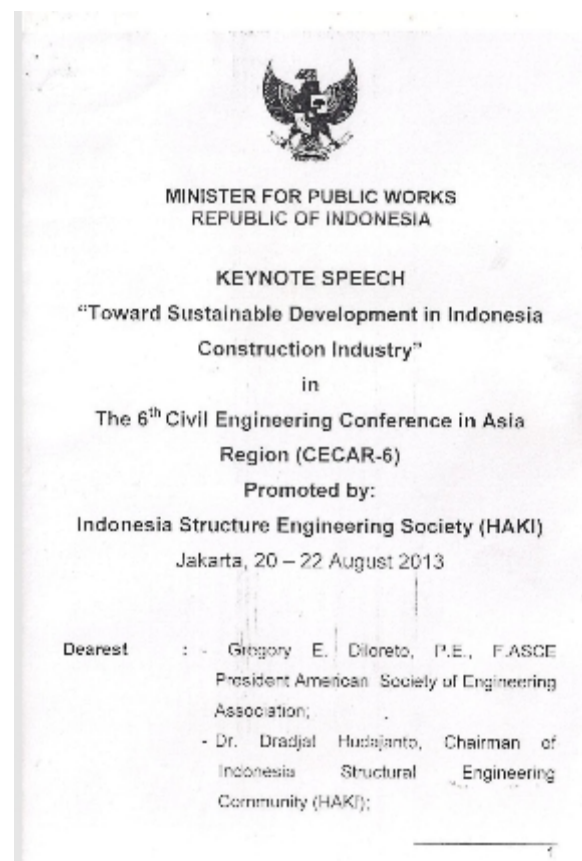 MINISTER FOR PUBLIC WORKS
REPUBLIC OF INDONESIA
KEYNOTE SPEECH
“Toward Sustainable Development in Indonesia
Construction Industry”
in
The 6th Civil Engineering Conference in Asia
Region (CECAR-6)
Promoted by:
Indonesia Structure Engineering Society (HAKI)
Jakarta, 20 – 22 August 2013
Dearest : - Gregory E. Diloreto, P.E., F.ASCE
President American Society of Engineering
Association;
- Dr. Dradjat Hudajanto, Chairman of
Indonesia Structural Engineering
Community (HAKI);
1